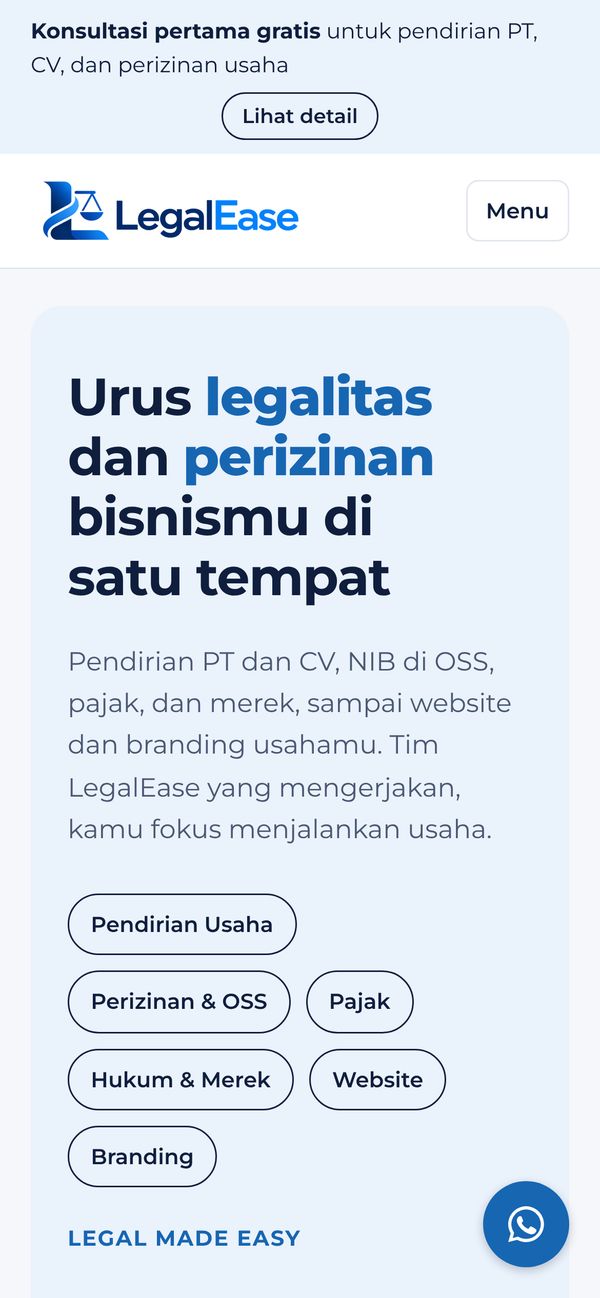 Konsultasi pertama gratis untuk pendirian PT,
CV, dan perizinan usaha
Lihat detail
LegalEase
Menu
Urus legalitas
dan perizinan
bisnismu di
satu tempat
Pendirian PT dan CV, NIB di OSS,
pajak, dan merek, sampai website
dan branding usahamu. Tim
LegalEase yang mengerjakan,
kamu fokus menjalankan usaha.
Pendirian Usaha
Perizinan & OSS
Pajak
Hukum & Merek
Website
Branding
LEGAL MADE EASY